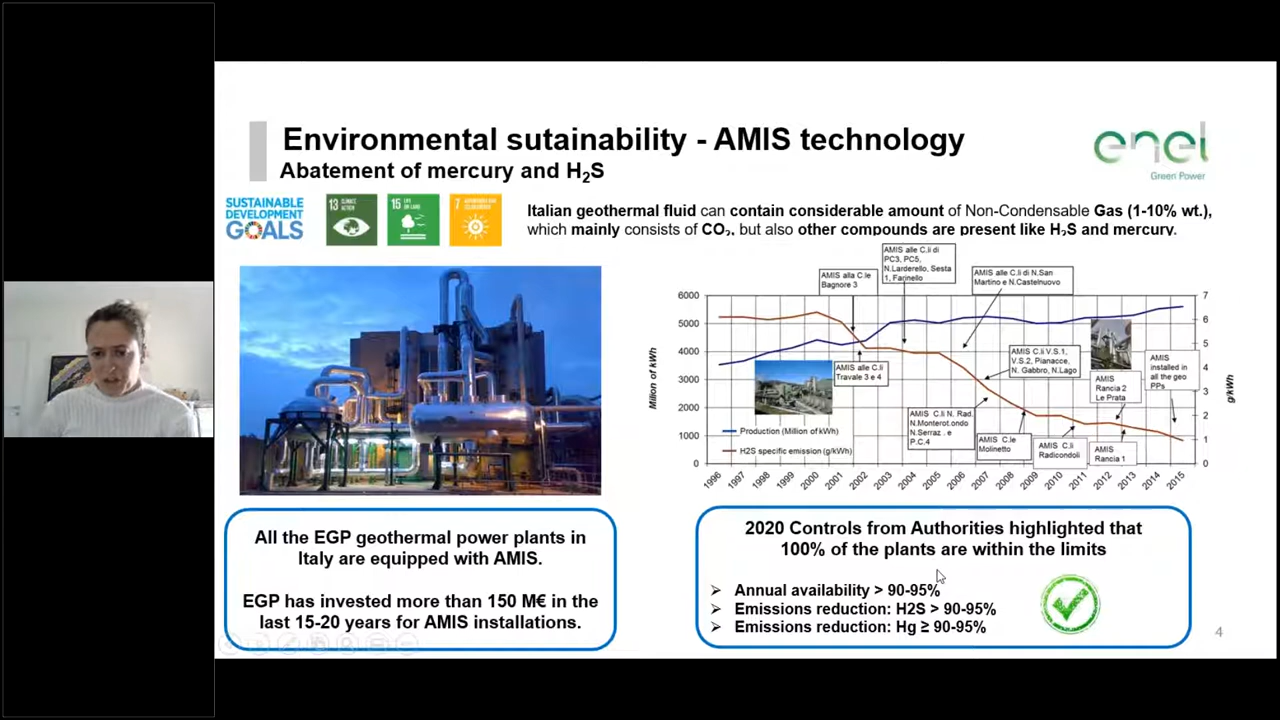 Environmental sutainability - AMIS technology
Abatement of mercury and H2S
enel
Green Power
SUSTAINABLE
DEVELOPMENT
GOALS
13 CLIMATE
ACTION
15 LIFE
ON LAND
7
Italian geothermal fluid can contain considerable amount of Non-Condensable Gas (1-10% wt.),
which mainly consists of CO2, but also other compounds are present like H2S and mercury.
AMIS alla C.le
Bagnore 3
AMIS alle C.li di
PC3, PC5,
N.Larderello, Sesta
1, Farinello
AMIS alle C.li di N.San
Martino e N.Castelnuovo
AMIS alle C.li
Travale 3 e 4
AMIS C.li V.S.1,
V.S.2, Pianacce,
N. Gabbro, N.Lago
AMIS
Rancia 2
Le Prata
AMIS
installed in
all the geo
PPs
AMIS C.li N. Rad.
N.Monterot.ondo
N.Serraz . e
P.C.4
AMIS C.le
Molinetto
AMIS C.li
Radicondoli
AMIS
Rancia 1
Milion of kWh
6000
5000
4000
3000
2000
1000
0
7
6
5
4
3
2
1
0
g/kWh
Production (Million of kWh)
H2S specific emission (g/kWh)
1996 1997 1998 1999 2000 2001 2002 2003 2004 2005 2006 2007 2008 2009 2010 2011 2012 2013 2014 2015
All the EGP geothermal power plants in
Italy are equipped with AMIS.
EGP has invested more than 150 M€ in the
last 15-20 years for AMIS installations.
2020 Controls from Authorities highlighted that
100% of the plants are within the limits
➢ Annual availability > 90-95%
➢ Emissions reduction: H2S > 90-95%
➢ Emissions reduction: Hg ≥ 90-95%
4